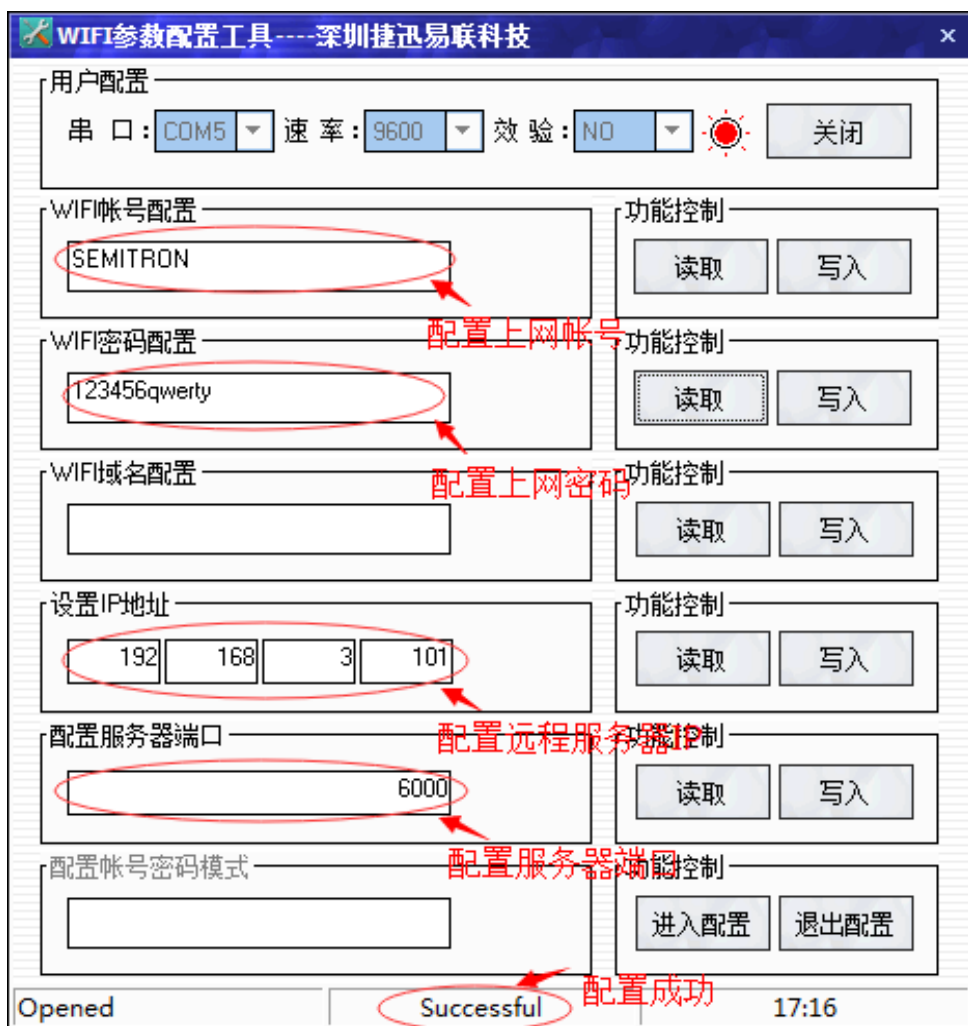 WIFI参数配置工具----深圳捷迅易联科技
用户配置
串 口: COM5 速 率: 9600 效 验: NO 关闭
WIFI帐号配置 功能控制
SEMITRON 读取 写入
配置上网帐号
WIFI密码配置 功能控制
123456qwerty 读取 写入
配置上网密码
WIFI域名配置 功能控制
读取 写入
设置IP地址 功能控制
192 168 3 101 读取 写入
配置远程服务器IP
配置服务器端口 功能控制
6000 读取 写入
配置服务器端口
配置帐号密码模式 功能控制
进入配置 退出配置
配置成功
Opened Successful 17:16